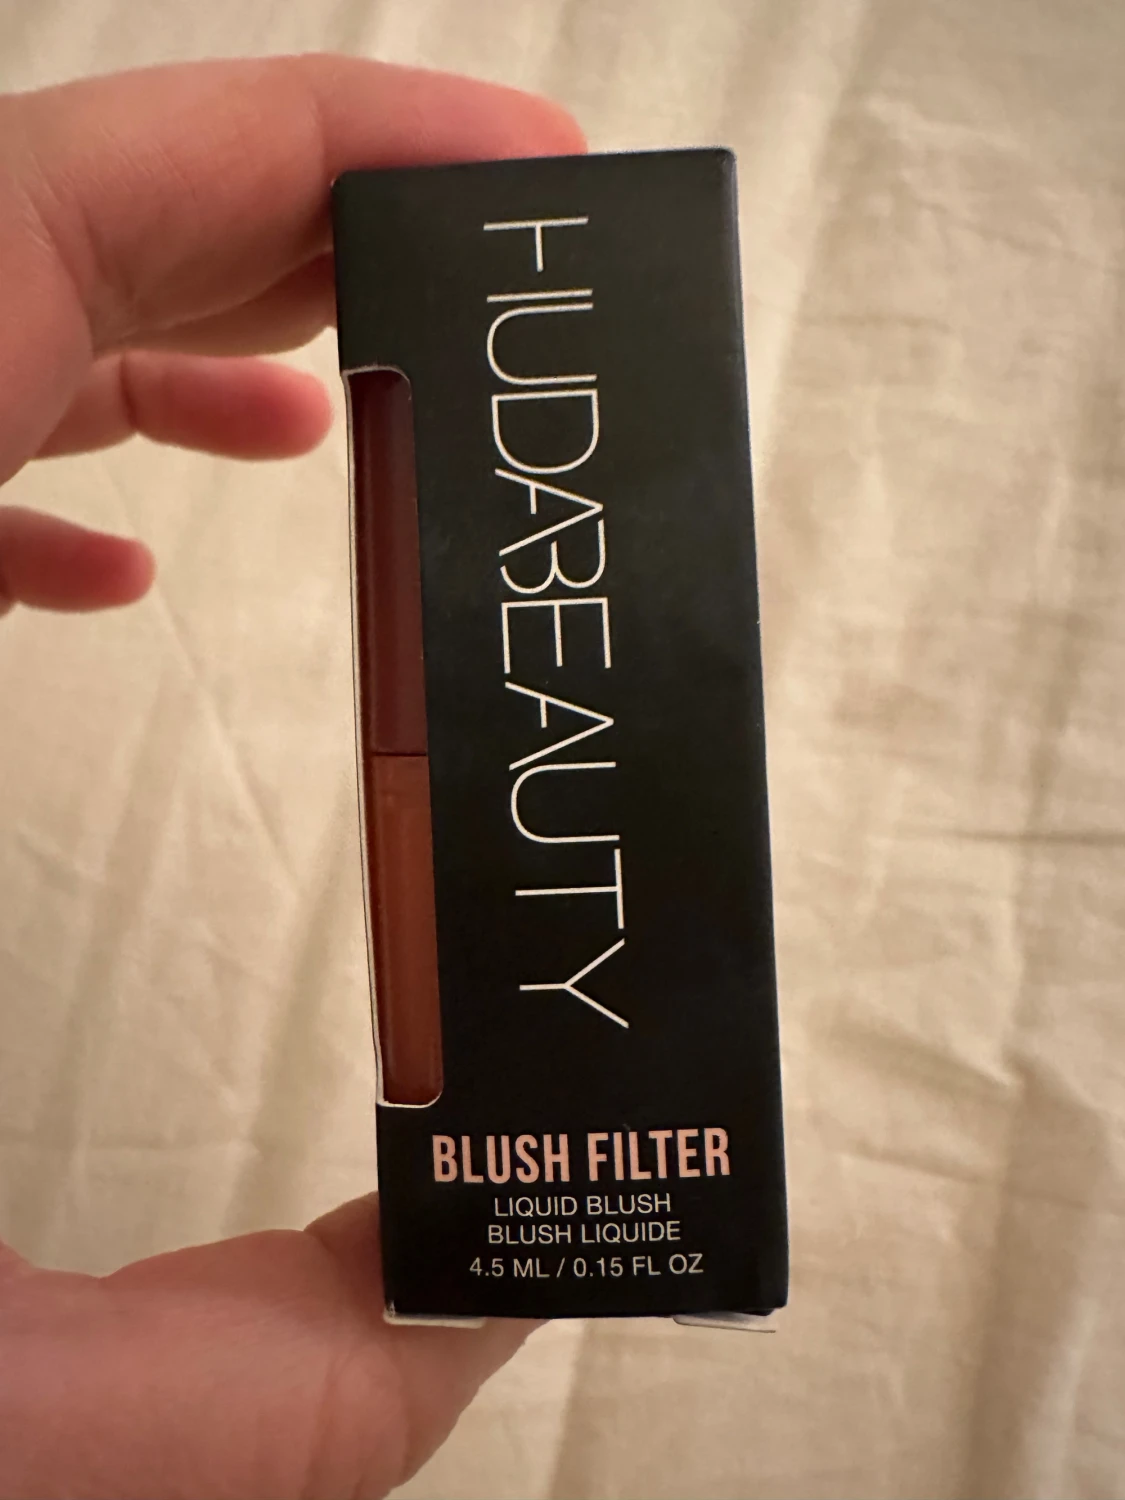 HUDABEAUTY
BLUSH FILTER
LIQUID BLUSH
BLUSH LIQUIDE
4.5 ML / 0.15 FL OZ